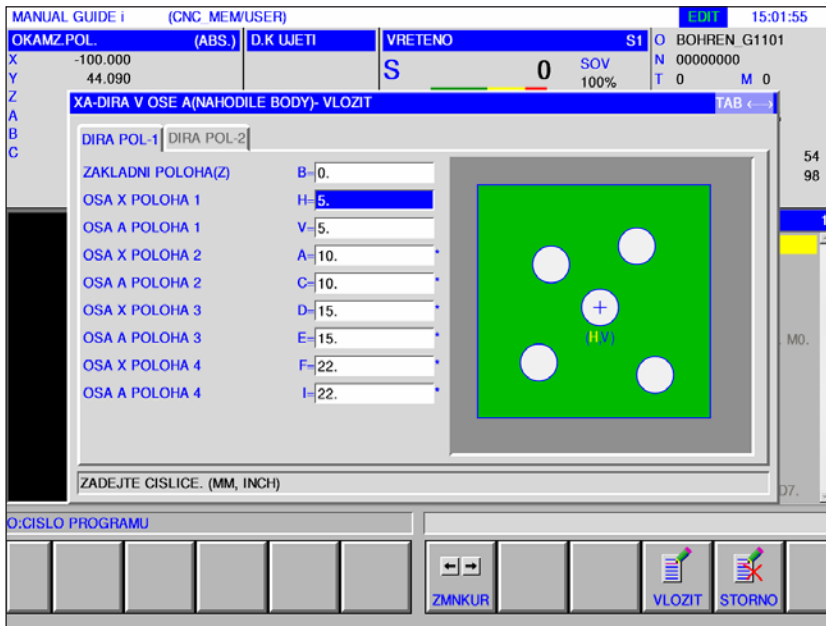 MANUAL GUIDE i (CNC_MEM/USER) EDIT 15:01:55
OKAMZ.POL. (ABS.) D.K UJETI VRETENO S1 O BOHREN_G1101
X -100.000 S 0 SOV 100% N 00000000
Y 44.090 T 0 M 0
Z
A
B
C
54
98
XA-DIRA V OSE A(NAHODILE BODY)- VLOZIT TAB ←→
DIRA POL-1 DIRA POL-2
ZAKLADNI POLOHA(Z) B=0.
OSA X POLOHA 1 H=5.
OSA A POLOHA 1 V=5.
OSA X POLOHA 2 A=10. *
OSA A POLOHA 2 C=10. *
OSA X POLOHA 3 D=15. *
OSA A POLOHA 3 E=15. *
OSA X POLOHA 4 F=22. *
OSA A POLOHA 4 I=22. *
(H,V)
1
M0.
D7.
ZADEJTE CISLICE. (MM, INCH)
O:CISLO PROGRAMU
ZMNKUR VLOZIT STORNO